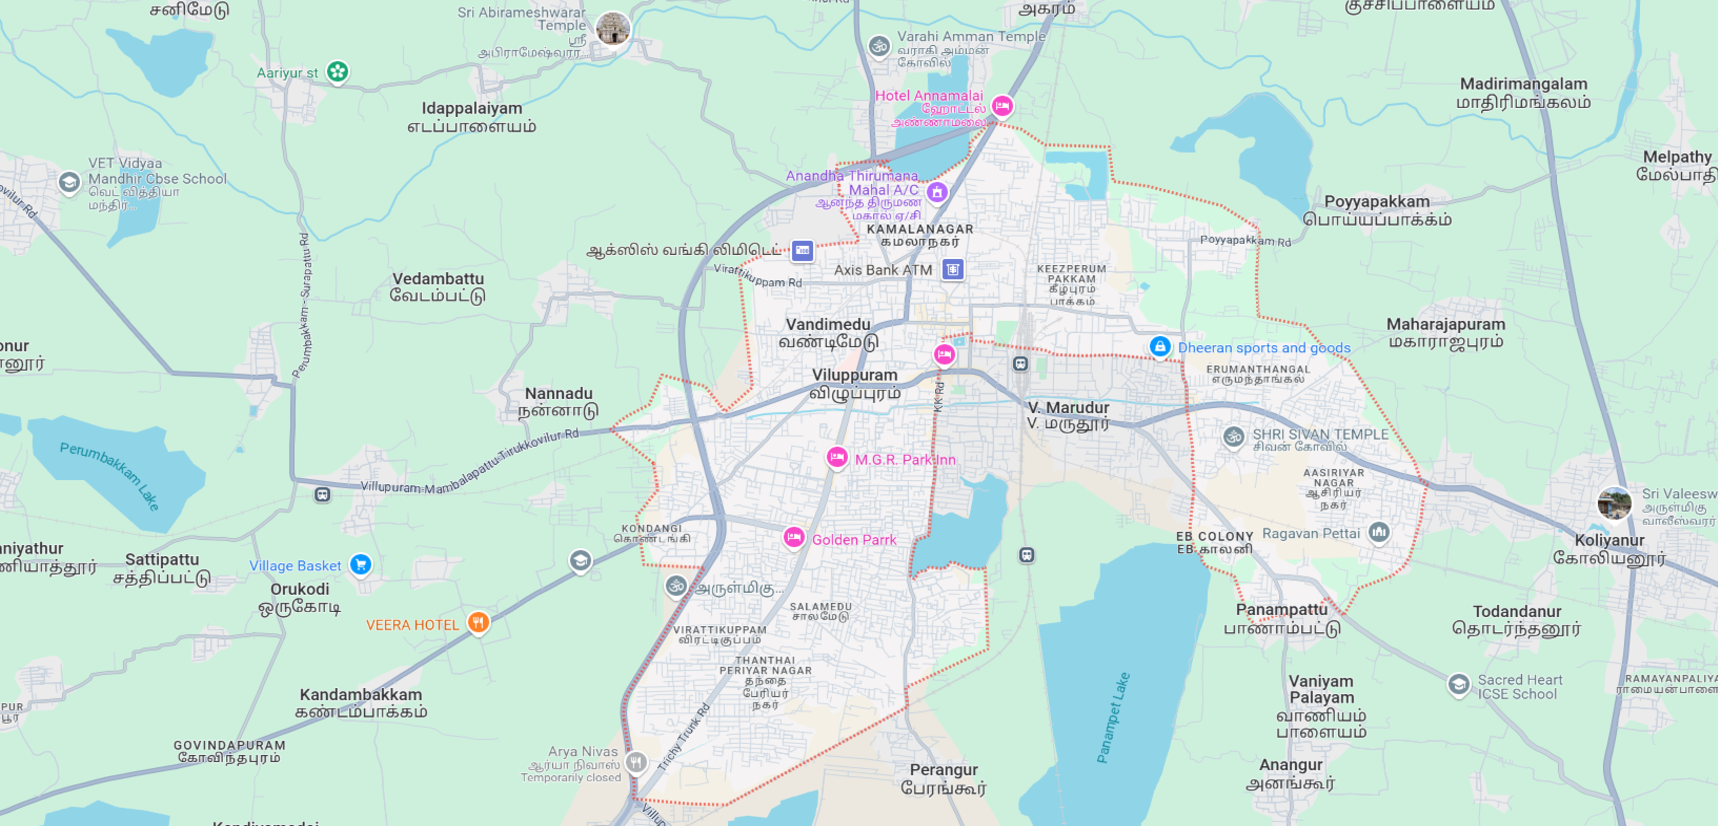 சனிமேடு
Sri Abirameshwarar
Temple
ஸ்ரீ
அபிராமேஷ்வரர்
அகரம்
குச்சிப்பாளையம்
Varahi Amman Temple
வராகி அம்மன்
கோவில்
Aariyur st
Idappalaiyam
எடப்பாளையம்
Hotel Annamalai
ஹோட்டல்
அண்ணாமலை
Madirimangalam
மாதிரிமங்கலம்
VET Vidyaa
Mandhir Cbse School
வெட் வித்தியா
மந்திர...
Melpathy
மேல்பாதி
Anandha Thirumana
Mahal A/C
ஆனந்த திருமண
மகால் ஏ/சி
Poyyapakkam
பொய்யப்பாக்கம்
ovilur Rd
KAMALANAGAR
கமலாநகர்
Poyyapakkam Rd
ஆக்ஸிஸ் வங்கி லிமிடெட்
Axis Bank ATM
Virattikuppam Rd
KEEZPERUM
PAKKAM
கீழ்பெரும்
பாக்கம்
Vedambattu
வேடம்பட்டு
Perumbakkam - Surapattu Rd
Vandimedu
வண்டிமேடு
Maharajapuram
மகாராஜபுரம்
Dheeran sports and goods
onur
னூர்
Viluppuram
விழுப்புரம்
ERUMANTHANGAL
எருமந்தாங்கல்
Nannadu
நன்னாடு
KK Rd
V. Marudur
V. மருதூர்
SHRI SIVAN TEMPLE
சிவன் கோவில்
Perumbakkam Lake
Villupuram Mambalapattu Tirukkovilur Rd
M.G.R. Park Inn
AASIRIYAR
NAGAR
ஆசிரியர்
நகர்
Sri Valeesw
அருள்மிகு
வாலீஸ்வரர்
KONDANGI
கொண்டங்கி
Golden Parrk
EB COLONY
EB காலனி
Ragavan Pettai
Koliyanur
கோலியனூர்
aniyathur
ணியாத்தூர்
Sattipattu
சத்திப்பட்டு
Village Basket
Orukodi
ஒருகோடி
அருள்மிகு...
VEERA HOTEL
SALAMEDU
சாலமேடு
Panampattu
பாணாம்பட்டு
Todandanur
தொடர்ந்தனூர்
VIRATTIKUPPAM
விரட்டிகுப்பம்
THANTHAI
PERIYAR NAGAR
தந்தை
பேரியர்
நகர்
Kandambakkam
கண்டம்பாக்கம்
Panampet Lake
Vaniyam
Palayam
வாணியம்
பாளையம்
Sacred Heart
ICSE School
RAMAYANPALIYA
ராமையன்பாளை
PUR
பூர்
GOVINDAPURAM
கோவிந்தபுரம்
Trichy Trunk Rd
Arya Nivas
ஆர்யா நிவாஸ்
Temporarily closed
Perangur
பேரங்கூர்
Anangur
அனங்கூர்